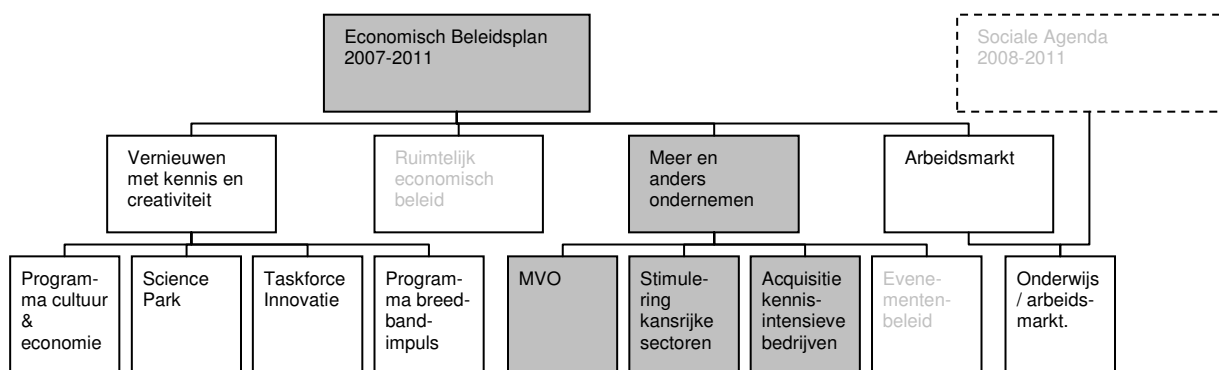 Economisch Beleidsplan
2007-2011
Sociale Agenda
2008-2011
Vernieuwen
met kennis en
creativiteit
Ruimtelijk
economisch
beleid
Meer en
anders
ondernemen
Arbeidsmarkt
Program-
ma cultuur
&
economie
Science
Park
Taskforce
Innovatie
Program-
ma breed-
band-
impuls
MVO
Stimule-
ring
kansrijke
sectoren
Acquisitie
kennis-
intensieve
bedrijven
Evene-
menten-
beleid
Onderwijs
/ arbeids-
markt.